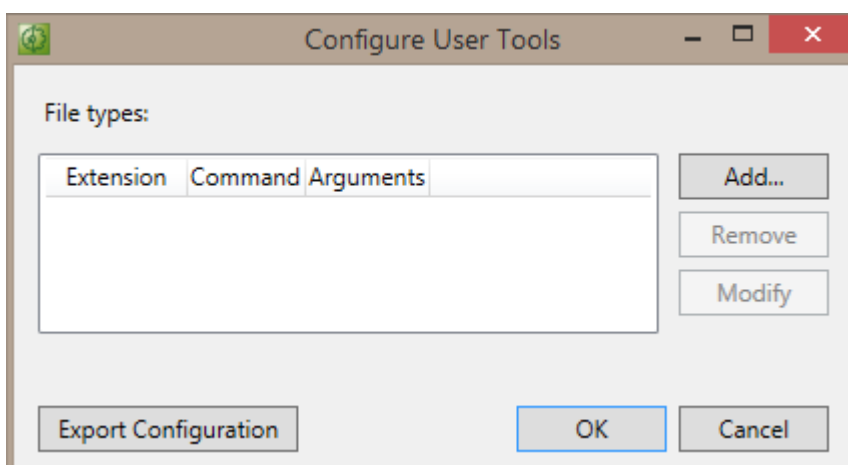 Configure User Tools
File types:
Extension Command Arguments
Add...
Remove
Modify
Export Configuration OK Cancel